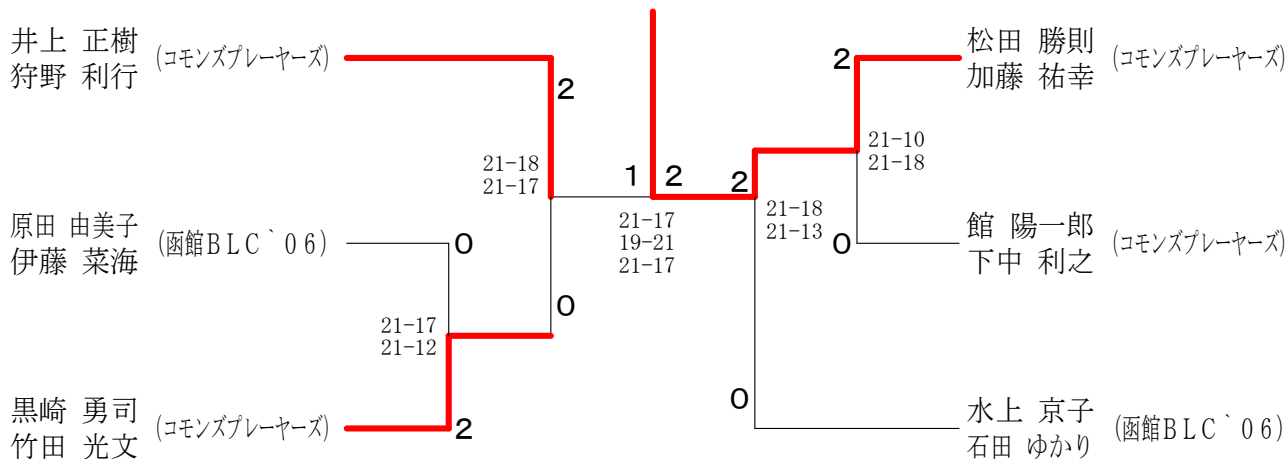 井上 正樹
狩野 利行
(コモンズプレーヤーズ)
2
21-18
21-17
原田 由美子
伊藤 菜海
(函館BLC`06)
0
0
21-17
21-12
黒崎 勇司
竹田 光文
(コモンズプレーヤーズ)
2
1
2
21-17
19-21
21-17
2
21-18
21-13
2
松田 勝則
加藤 祐幸
(コモンズプレーヤーズ)
21-10
21-18
0
館 陽一郎
下中 利之
(コモンズプレーヤーズ)
0
水上 京子
石田 ゆかり
(函館BLC`06)